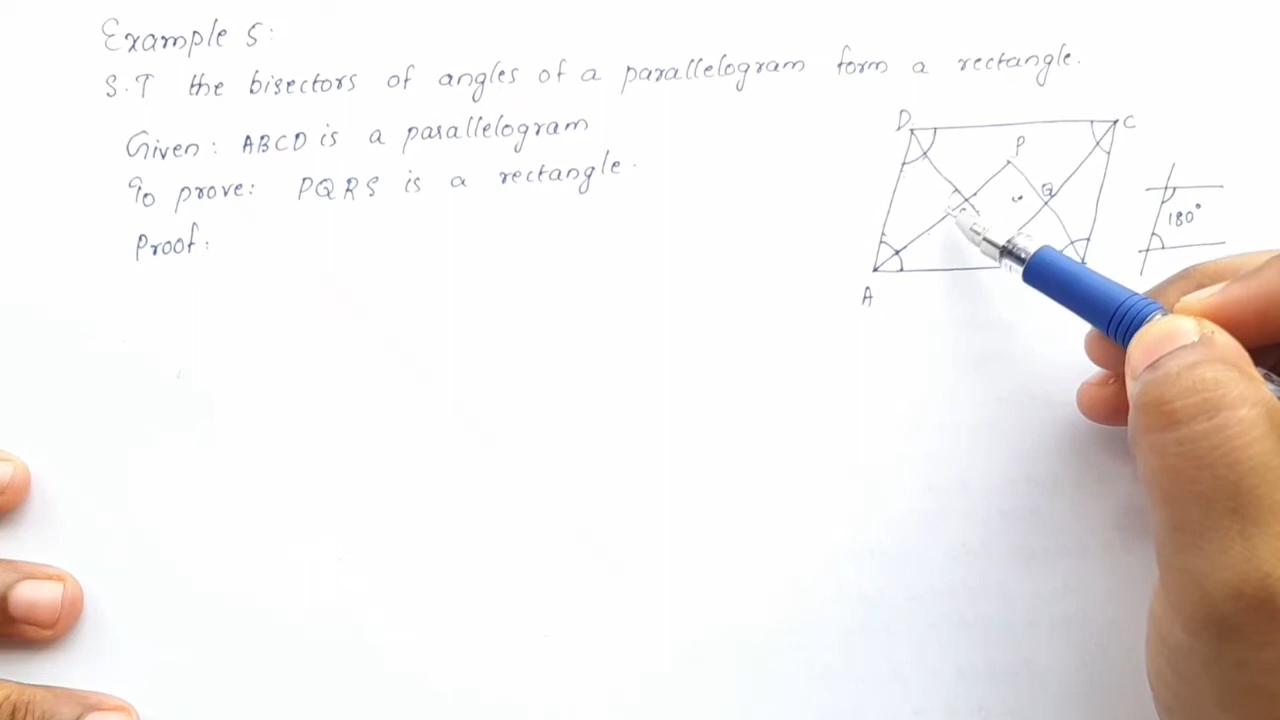 Example 5:
S.T the bisectors of angles of a parallelogram form a rectangle.
Given: ABCD is a parallelogram
To prove: PQRS is a rectangle.
Proof:
D
C
P
Q
180°
A